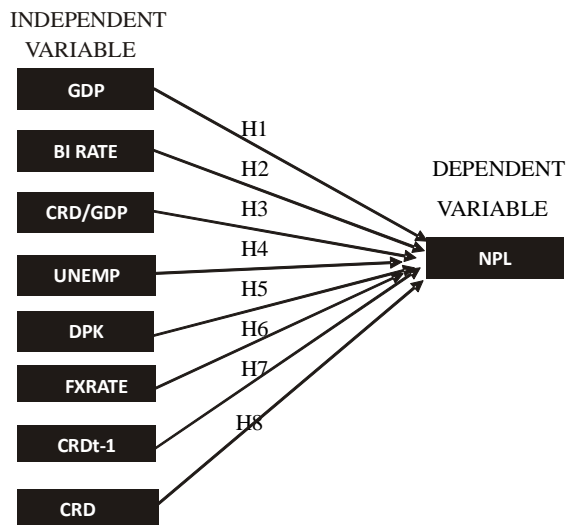 INDEPENDENT
VARIABLE
GDP
BI RATE
CRD/GDP
UNEMP
DPK
FXRATE
CRDt-1
CRD
H1
H2
H3
H4
H5
H6
H7
H8
DEPENDENT
VARIABLE
NPL